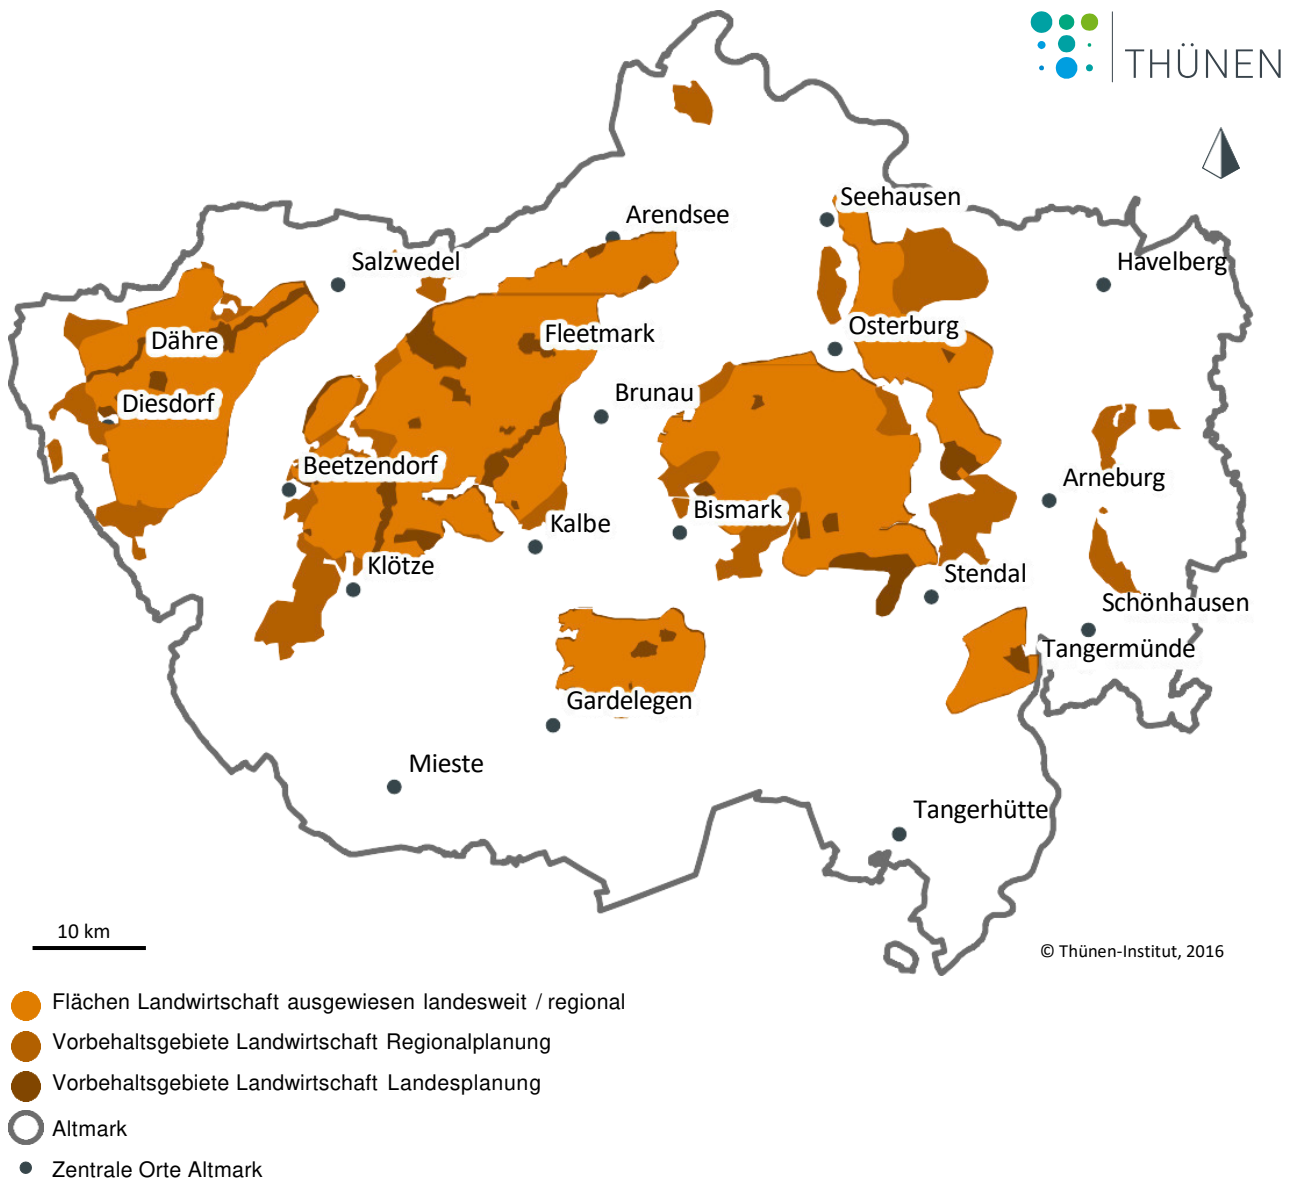 THÜNEN
Seehausen
Arendsee
Salzwedel
Havelberg
Osterburg
Fleetmark
Dähre
Brunau
Diesdorf
Beetzendorf
Arneburg
Bismark
Kalbe
Klötze
Stendal
Schönhausen
Tangermünde
Gardelegen
Mieste
Tangerhütte
10 km
© Thünen-Institut, 2016
Flächen Landwirtschaft ausgewiesen landesweit / regional
Vorbehaltsgebiete Landwirtschaft Regionalplanung
Vorbehaltsgebiete Landwirtschaft Landesplanung
Altmark
Zentrale Orte Altmark